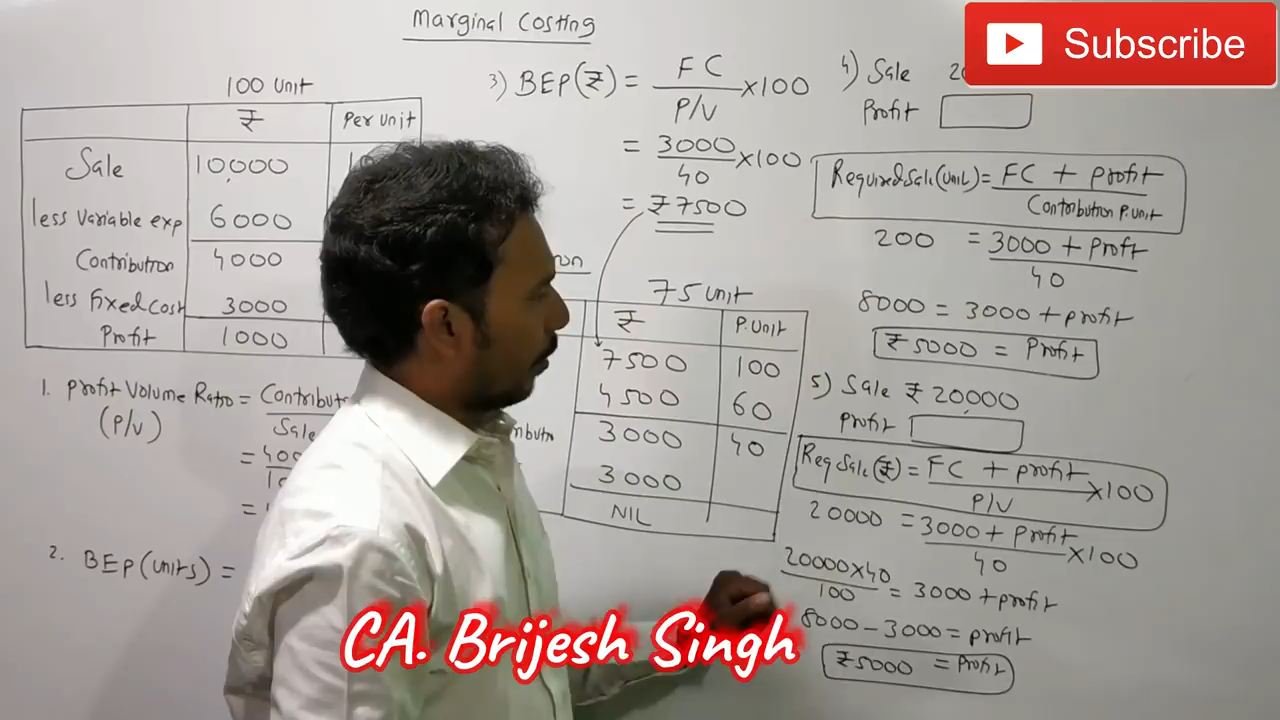 Marginal Costing
Subscribe
100 Unit
₹ Per Unit
Sale 10,000
less Variable exp 6000
Contribution 4000
less Fixed Cost 3000
Profit 1000
1. Profit Volume Ratio = 
(P/V) Sale
2. BEP (units) =
3) BEP(₹) = FC / P/V ×100
= 3000 / 40 ×100
= ₹7500
75 Unit
₹ P.Unit
7500 100
4500 60
3000 40
3000
NIL
4) Sale
Profit
Required Sale (Unit) = FC + Profit / Contribution P.Unit
200 = 3000 + Profit / 40
8000 = 3000 + Profit
₹5000 = Profit
5) Sale ₹20,000
Profit
Req Sale (₹) = FC + Profit / P/V ×100
20000 = 3000 + Profit / 40 ×100
20000×40 / 100 = 3000 + Profit
8000 - 3000 = Profit
₹5000 = Profit
CA. Brijesh Singh